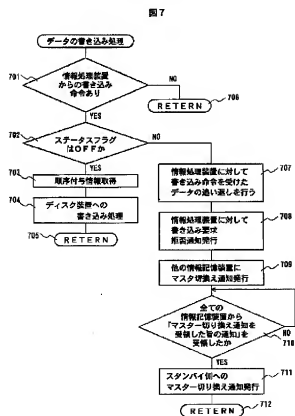 図７
データの書き込み処理
701
情報処理装置
からの書き込み
命令あり
NO
RETERN
706
YES
702
ステータスフラグ
はOFFか
NO
YES
703
順序付与情報取得
704
ディスク装置への
書き込み処理
705
RETERN
情報処理装置に対して
書き込み命令を受けた
データの追い返しを行う
707
情報処理装置に対して
書き込み要求
拒否通知発行
708
他の情報記憶装置に
マスタ切換え通知発行
709
全ての
情報記憶装置から
「マスター切り換え通知を
受領した旨の通知」を
受領したか
NO
710
YES
スタンバイ側への
マスター切り換え通知発行
711
RETERN
712